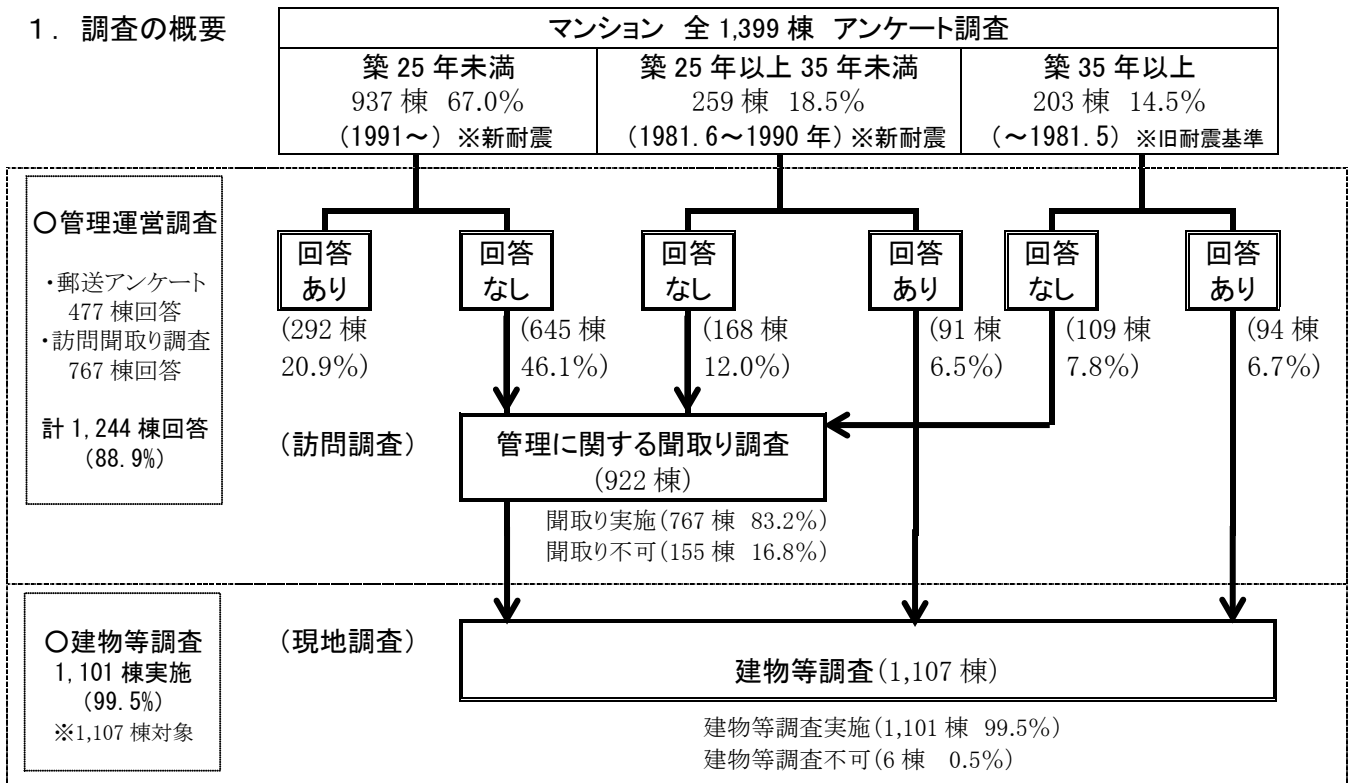 １. 調査の概要
マンション 全 1,399 棟 アンケート調査
築 25 年未満
937 棟 67.0%
(1991～) ※新耐震
築 25 年以上 35 年未満
259 棟 18.5%
(1981.6～1990 年) ※新耐震
築 35 年以上
203 棟 14.5%
(～1981.5) ※旧耐震基準
〇管理運営調査
・郵送アンケート
477 棟回答
・訪問聞取り調査
767 棟回答
計 1,244 棟回答
(88.9%)
回答
あり
(292 棟
20.9%)
回答
なし
(645 棟
46.1%)
回答
なし
(168 棟
12.0%)
回答
あり
(91 棟
6.5%)
回答
なし
(109 棟
7.8%)
回答
あり
(94 棟
6.7%)
(訪問調査)
管理に関する聞取り調査
(922 棟)
聞取り実施(767 棟 83.2%)
聞取り不可(155 棟 16.8%)
〇建物等調査
1,101 棟実施
(99.5%)
※1,107 棟対象
(現地調査)
建物等調査(1,107 棟)
建物等調査実施(1,101 棟 99.5%)
建物等調査不可(6 棟 0.5%)